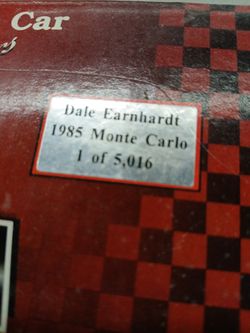 Car
Dale Earnhardt
1985 Monte Carlo
1 of 5,016